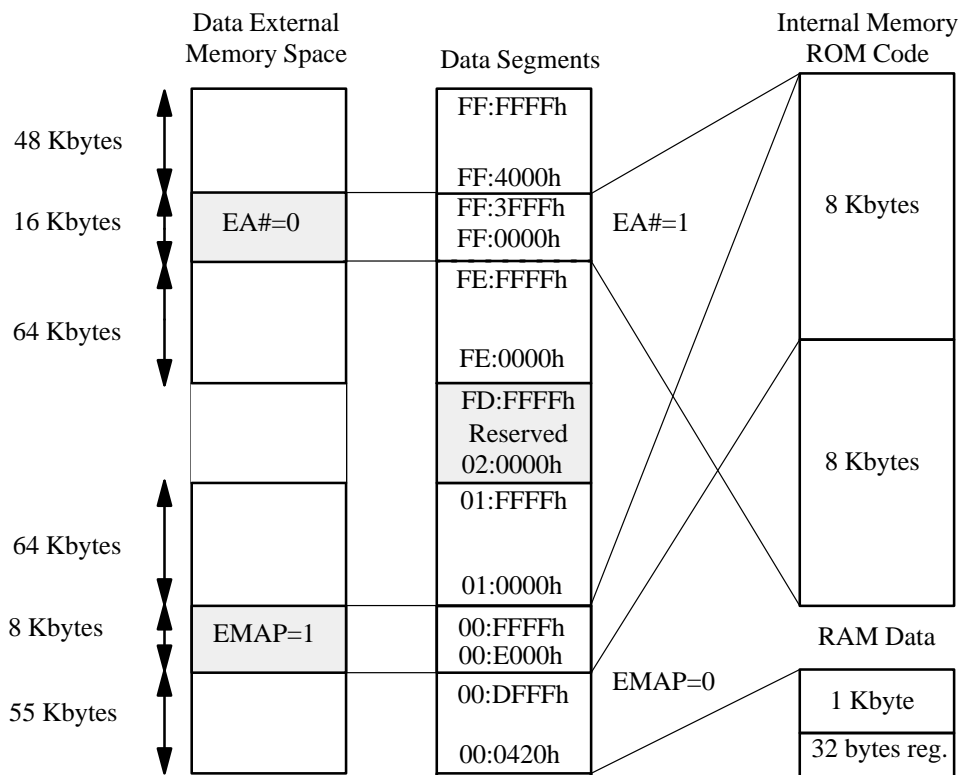 Data External
Memory Space
Data Segments
Internal Memory
ROM Code
48 Kbytes
16 Kbytes
64 Kbytes
64 Kbytes
8 Kbytes
55 Kbytes
EA#=0
EMAP=1
FF:FFFFh
FF:4000h
FF:3FFFh
FF:0000h
FE:FFFFh
FE:0000h
FD:FFFFh
Reserved
02:0000h
01:FFFFh
01:0000h
00:FFFFh
00:E000h
00:DFFFh
00:0420h
EA#=1
EMAP=0
8 Kbytes
8 Kbytes
RAM Data
1 Kbyte
32 bytes reg.